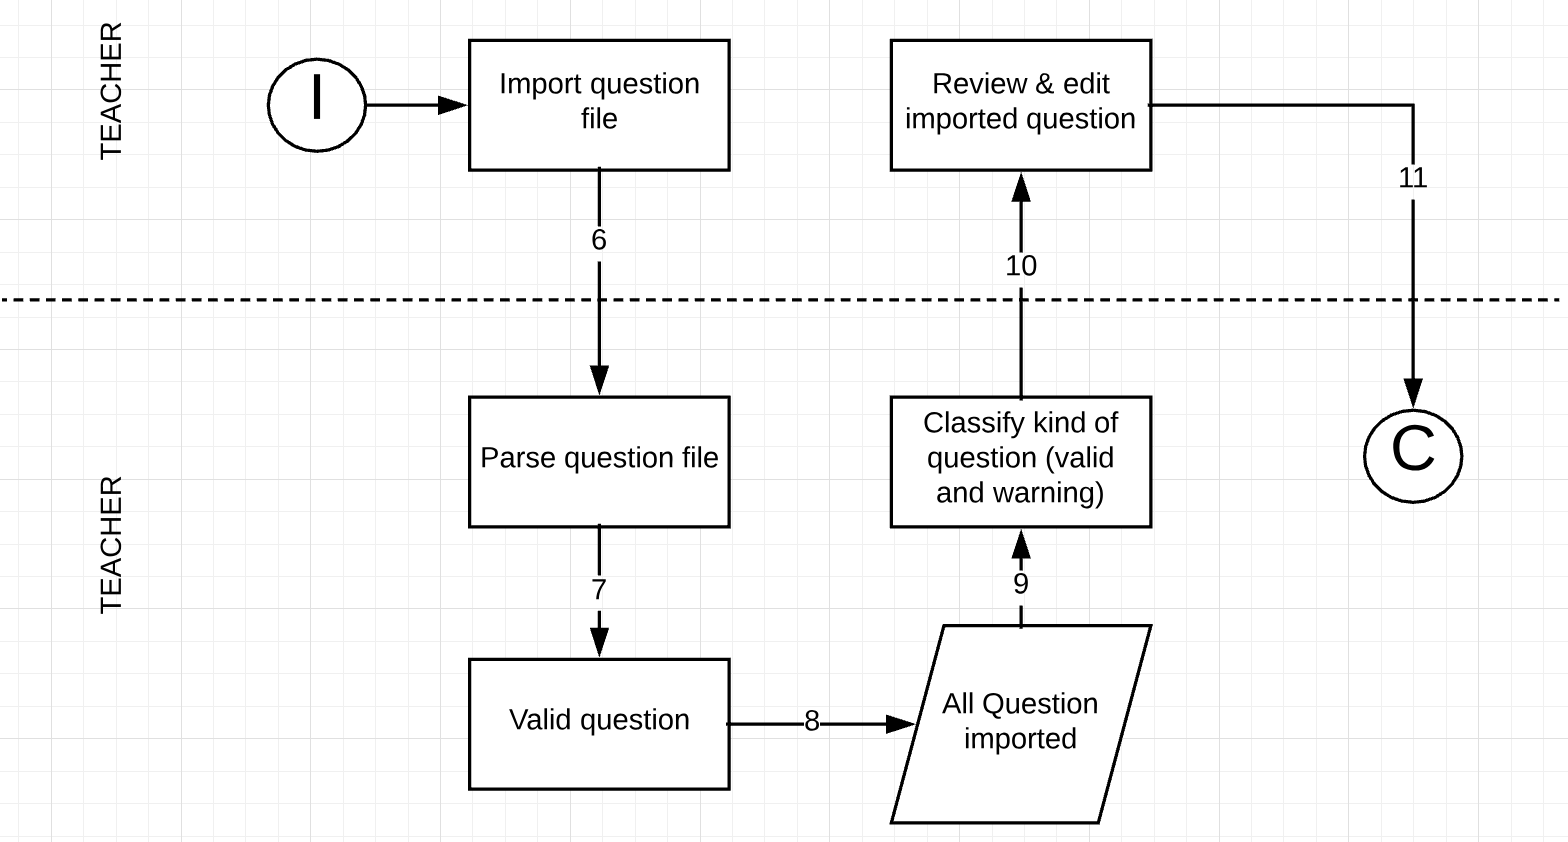 TEACHER
I
Import question
file
Review & edit
imported question
11
6
10
TEACHER
Parse question file
Classify kind of
question (valid
and warning)
C
7
9
Valid question
8
All Question
imported